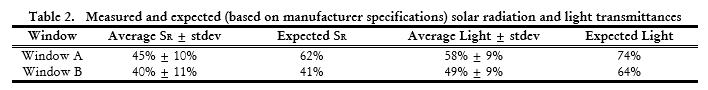 Table 2. Measured and expected (based on manufacturer specifications) solar radiation and light transmittances
Window Average SR ± stdev Expected SR Average Light ± stdev Expected Light
Window A 45% ± 10% 62% 58% ± 9% 74%
Window B 40% ± 11% 41% 49% ± 9% 64%